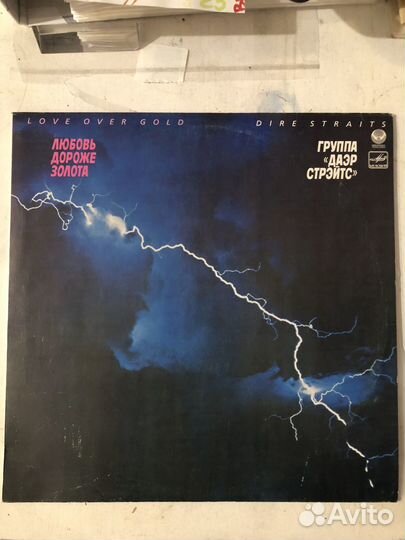 LOVE OVER GOLD
DIRE STRAITS
ЛЮБОВЬ
ДОРОЖЕ
ЗОЛОТА
ГРУППА
«ДАЭР
СТРЭЙТС»
Avito